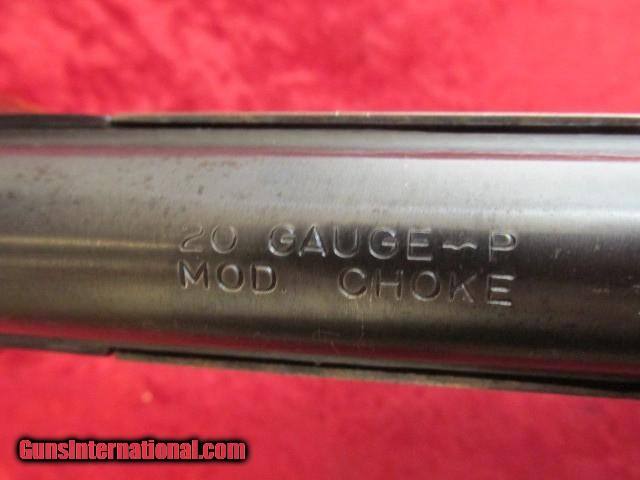 20 GAUGE~P
MOD. CHOKE
GunsInternational.com